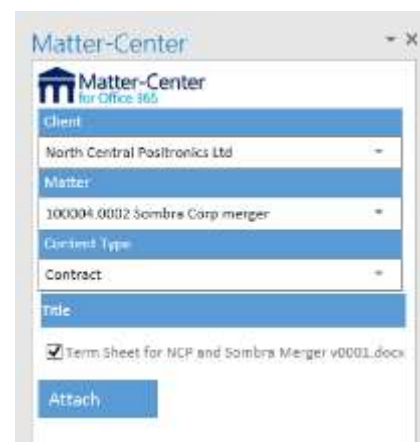 Matter-Center
Matter-Center
for Office 365
Client
North Central Positronics Ltd
Matter
100004.0002 Sombra Corp merger
Content Type
Contract
Title
Term Sheet for NCP and Sombra Merger v0001.docx
Attach